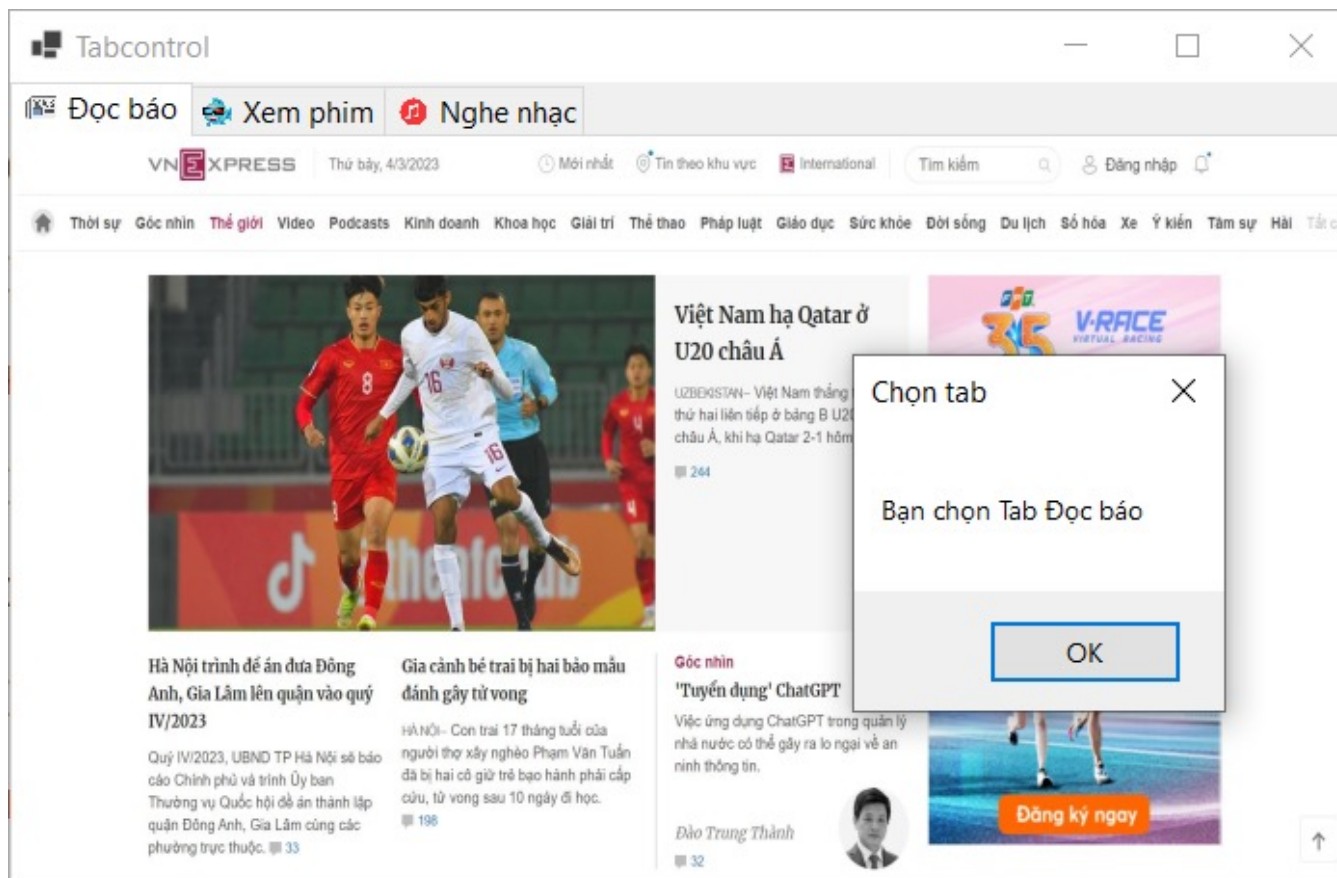 Tabcontrol
Đọc báo Xem phim Nghe nhạc
VNEXPRESS Thứ bảy, 4/3/2023 Mới nhất Tin theo khu vực International Tìm kiếm Đăng nhập
Thời sự Góc nhìn Thế giới Video Podcasts Kinh doanh Khoa học Giải trí Thể thao Pháp luật Giáo dục Sức khỏe Đời sống Du lịch Số hóa Xe Ý kiến Tâm sự Hài Tất c
8
16
16
4
theafc ub
Việt Nam hạ Qatar ở
U20 châu Á
UZBEKISTAN– Việt Nam thắng
thứ hai liên tiếp ở bảng B U20
châu Á, khi hạ Qatar 2-1 hôm
244
FPT
35 V-RACE
VIRTUAL RACING
Chọn tab
Bạn chọn Tab Đọc báo
OK
Hà Nội trình đề án đưa Đông
Anh, Gia Lâm lên quận vào quý
IV/2023
Quý IV/2023, UBND TP Hà Nội sẽ báo
cáo Chính phủ và trình Ủy ban
Thường vụ Quốc hội đề án thành lập
quận Đông Anh, Gia Lâm cùng các
phường trực thuộc. 33
Gia cảnh bé trai bị hai bảo mẫu
đánh gây tử vong
HÀ NỘI– Con trai 17 tháng tuổi của
người thợ xây nghèo Phạm Văn Tuấn
đã bị hai cô giữ trẻ bạo hành phải cấp
cứu, tử vong sau 10 ngày đi học.
198
Góc nhìn
'Tuyển dụng' ChatGPT
Việc ứng dụng ChatGPT trong quản lý
nhà nước có thể gây ra lo ngại về an
ninh thông tin.
Đào Trung Thành
32
Đăng ký ngay